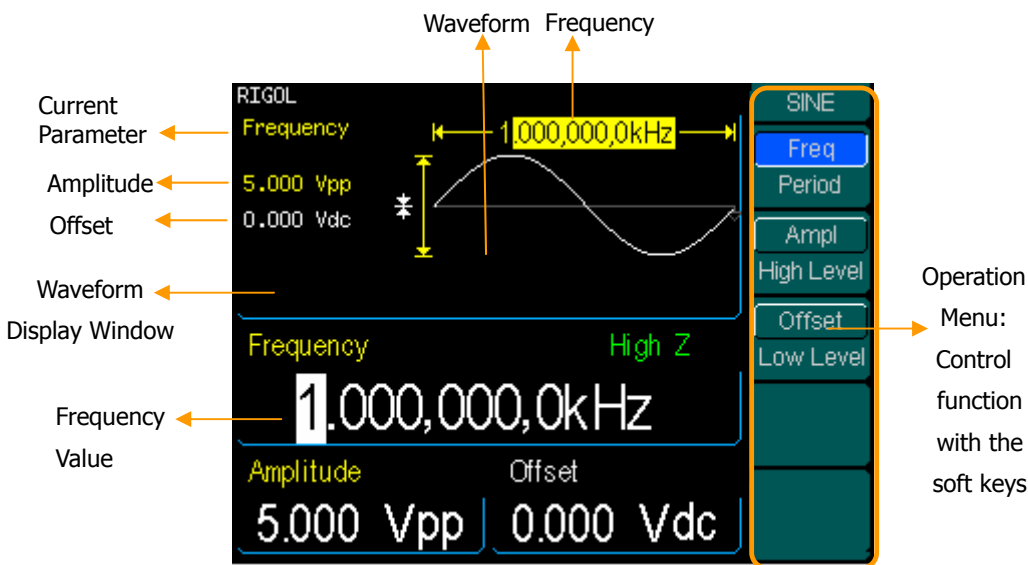 Waveform Frequency
Current
Parameter
Amplitude
Offset
Waveform
Display Window
Frequency
Value
RIGOL
Frequency
1.000,000,0kHz
5.000 Vpp
0.000 Vdc
Frequency
High Z
1.000,000,0kHz
Amplitude
Offset
5.000 Vpp
0.000 Vdc
SINE
Freq
Period
Ampl
High Level
Offset
Low Level
Operation
Menu:
Control
function
with the
soft keys